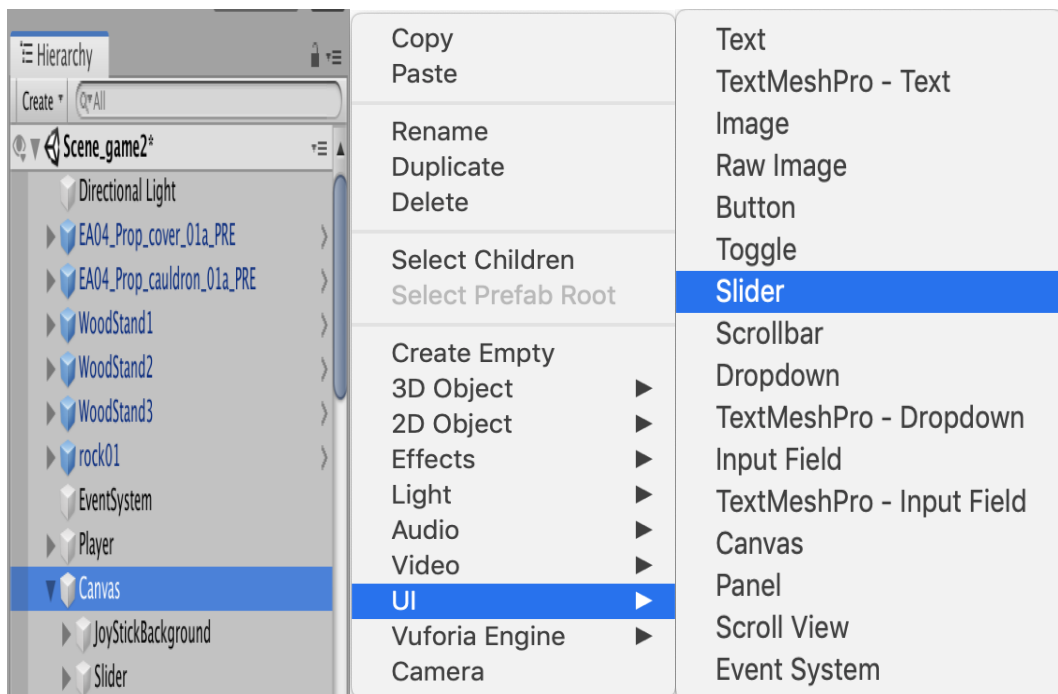 Hierarchy
Create
All
Scene_game2*
Directional Light
EA04_Prop_cover_01a_PRE
EA04_Prop_cauldron_01a_PRE
WoodStand1
WoodStand2
WoodStand3
rock01
EventSystem
Player
Canvas
JoyStickBackground
Slider
Copy
Paste
Rename
Duplicate
Delete
Select Children
Select Prefab Root
Create Empty
3D Object
2D Object
Effects
Light
Audio
Video
UI
Vuforia Engine
Camera
Text
TextMeshPro - Text
Image
Raw Image
Button
Toggle
Slider
Scrollbar
Dropdown
TextMeshPro - Dropdown
Input Field
TextMeshPro - Input Field
Canvas
Panel
Scroll View
Event System